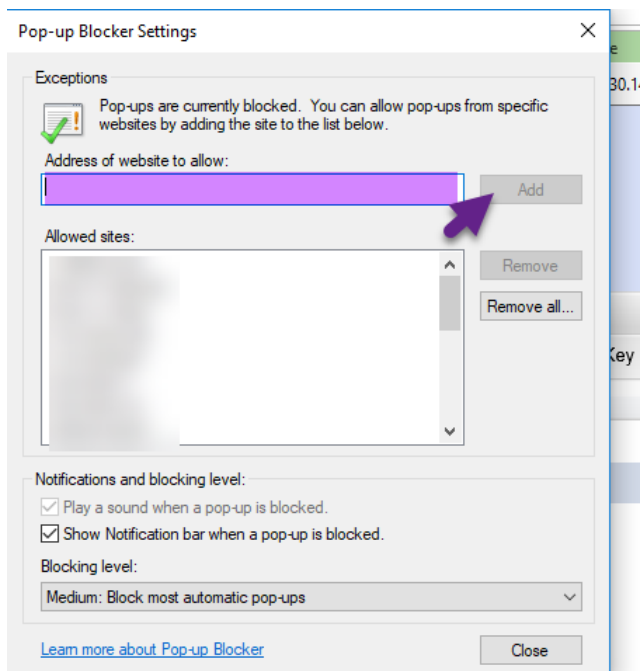 Pop-up Blocker Settings
Exceptions
Pop-ups are currently blocked. You can allow pop-ups from specific
websites by adding the site to the list below.
Address of website to allow:
Add
Allowed sites:
Remove
Remove all...
Notifications and blocking level:
Play a sound when a pop-up is blocked.
Show Notification bar when a pop-up is blocked.
Blocking level:
Medium: Block most automatic pop-ups
Learn more about Pop-up Blocker
Close
e
30.14
Key